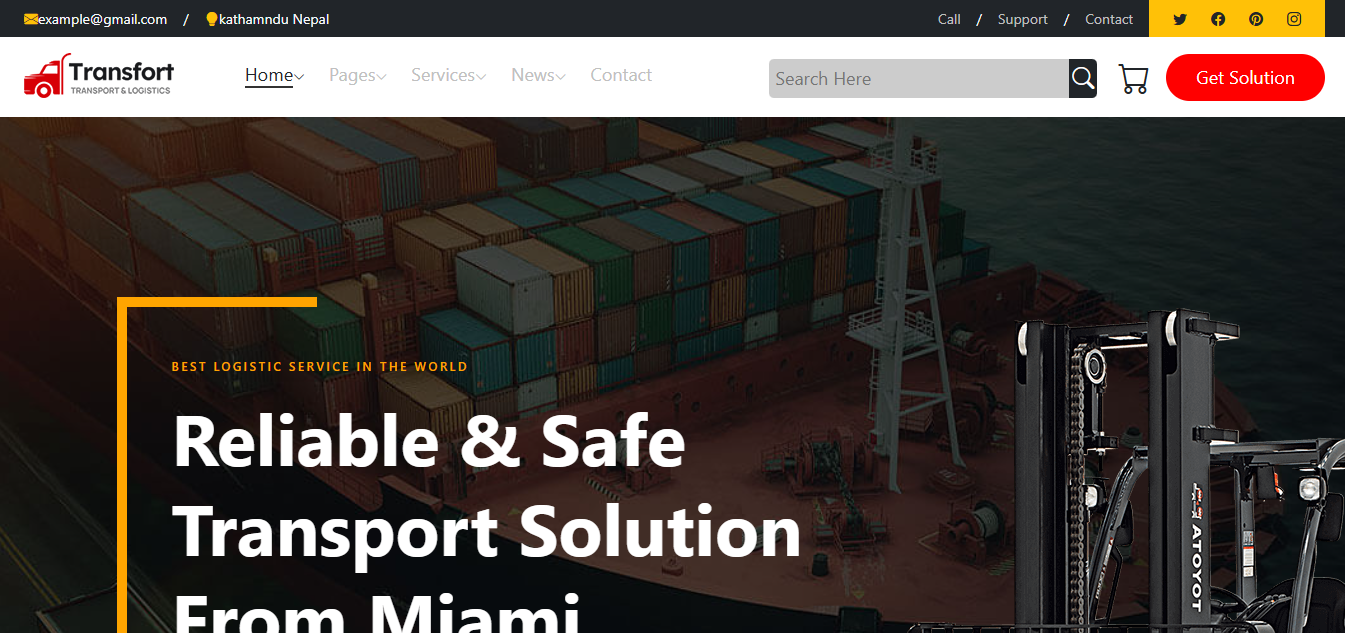 example@gmail.com / kathamndu Nepal
Call / Support / Contact
Transfort
TRANSPORT & LOGISTICS
Home Pages Services News Contact
Search Here
Get Solution
BEST LOGISTIC SERVICE IN THE WORLD
Reliable & Safe
Transport Solution
From Miami
TOYOTA